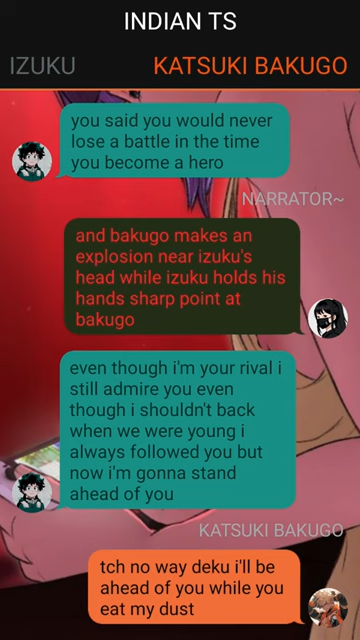 INDIAN TS
IZUKU
KATSUKI BAKUGO
you said you would never
lose a battle in the time
you become a hero
NARRATOR~
and bakugo makes an
explosion near izuku's
head while izuku holds his
hands sharp point at
bakugo
even though i'm your rival i
still admire you even
though i shouldn't back
when we were young i
always followed you but
now i'm gonna stand
ahead of you
KATSUKI BAKUGO
tch no way deku i'll be
ahead of you while you
eat my dust